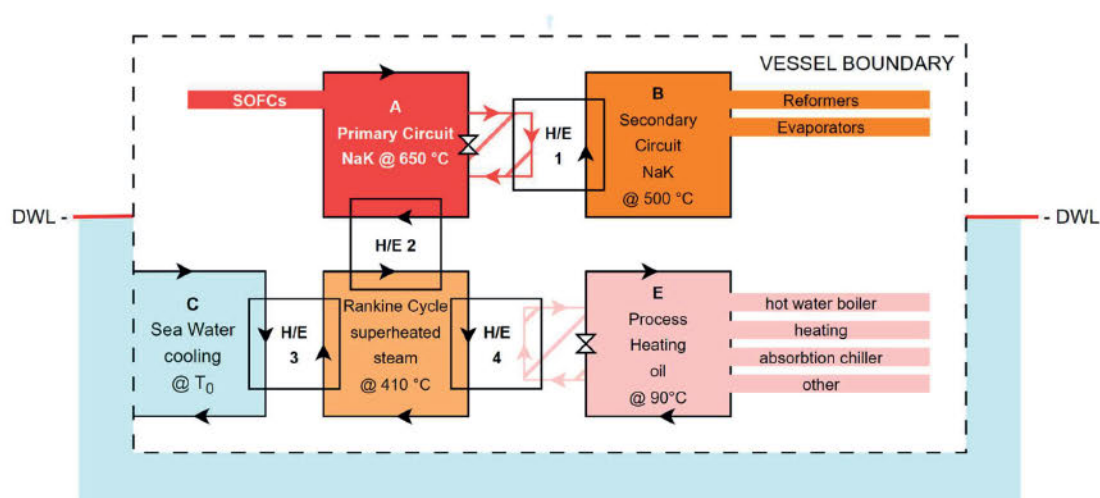 VESSEL BOUNDARY
SOFCs
A
Primary Circuit
NaK @ 650 °C
H/E
1
B
Secondary
Circuit
NaK
@ 500 °C
Reformers
Evaporators
DWL -
- DWL
H/E 2
C
Sea Water
cooling
@ T0
H/E
3
Rankine Cycle
superheated
steam
@ 410 °C
H/E
4
E
Process
Heating
oil
@ 90°C
hot water boiler
heating
absorbtion chiller
other